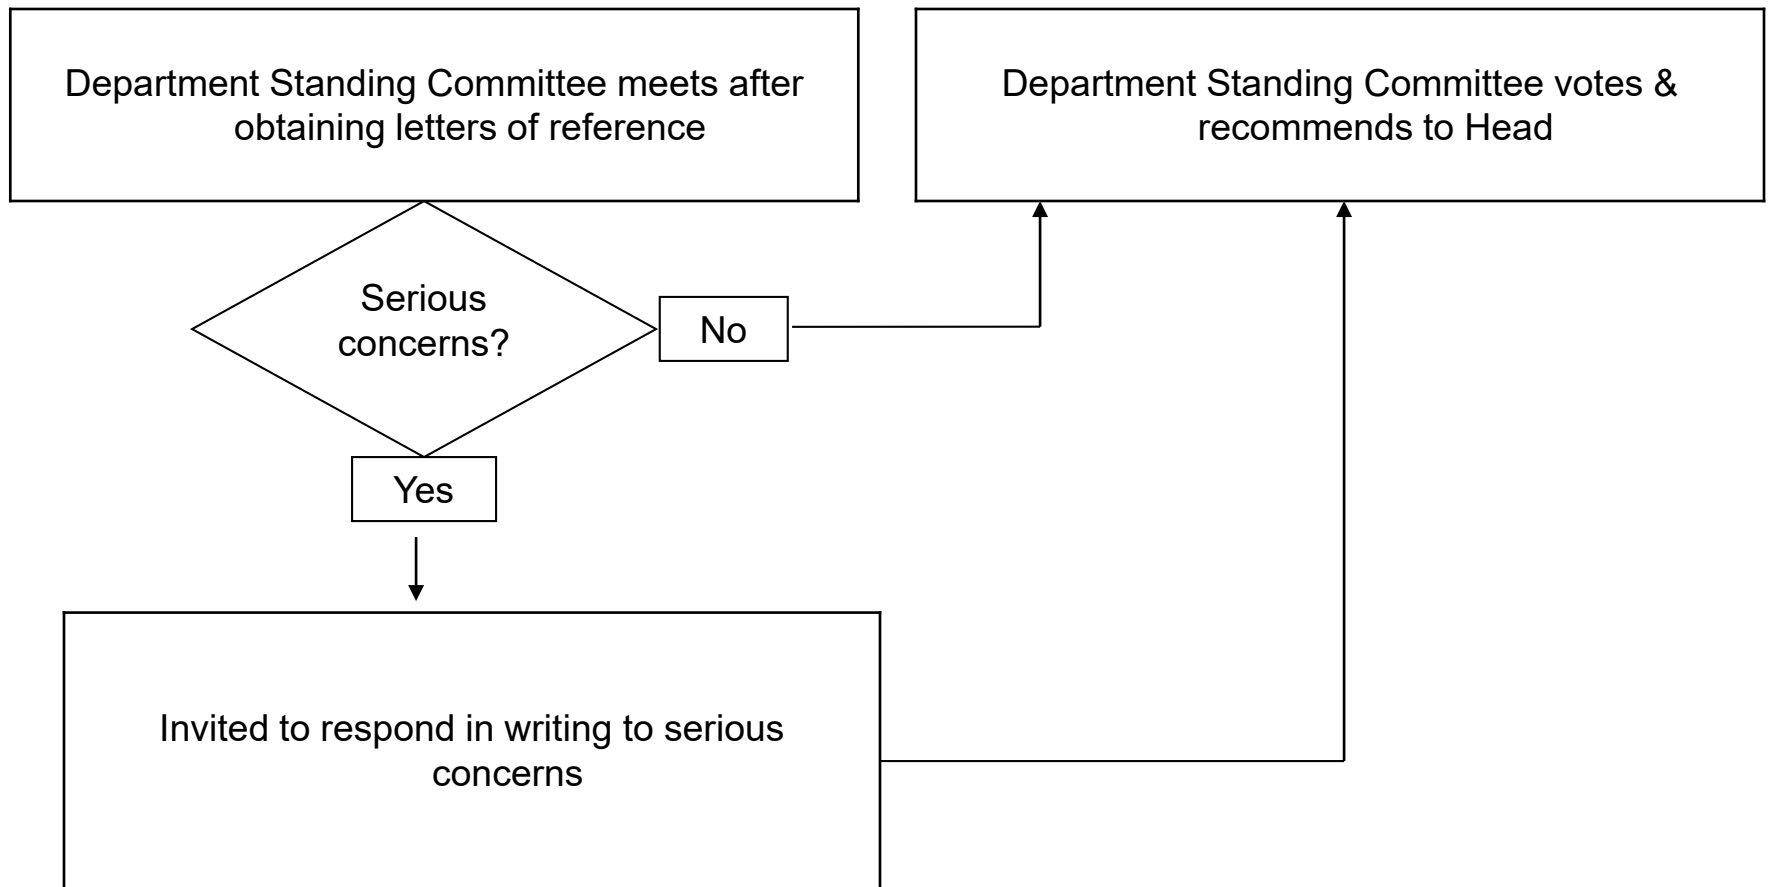 Department Standing Committee meets after
obtaining letters of reference
Department Standing Committee votes &
recommends to Head
Serious
concerns?
No
Yes
Invited to respond in writing to serious
concerns